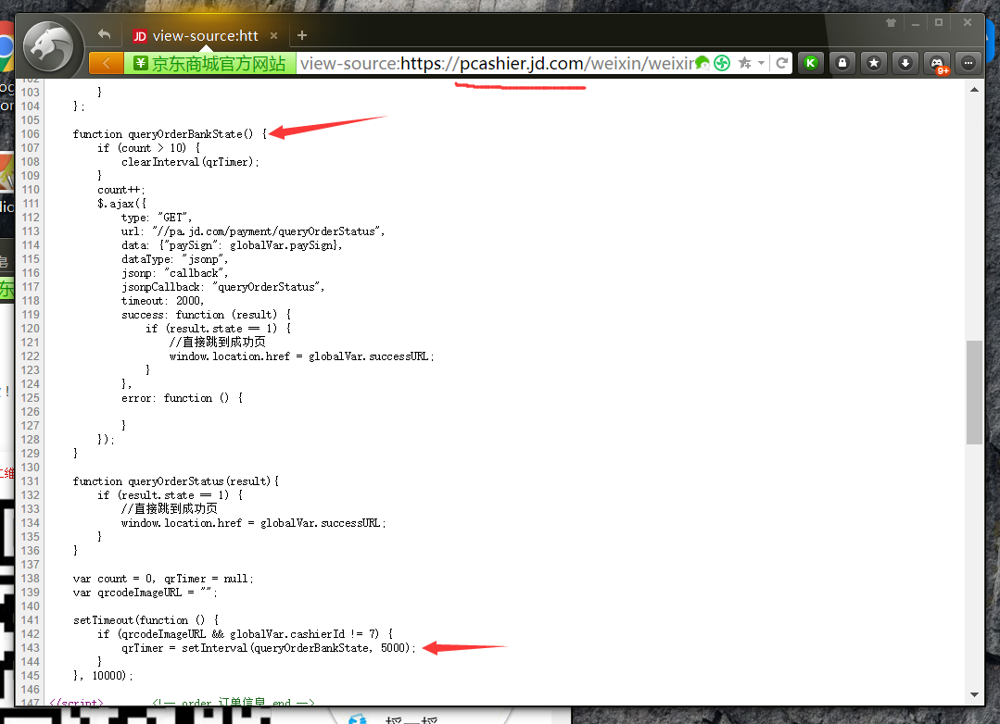 JD view-source:htt × +
¥ 京东商城官方网站 view-source:https://pcashier.jd.com/weixin/weixin
K
9+
103 }
104 };
105
106 function queryOrderBankState() {
107 if (count > 10) {
108 clearInterval(qrTimer);
109 }
110 count++;
111 $.ajax({
112 type: "GET",
113 url: "//pa.jd.com/payment/queryOrderStatus",
114 data: {"paySign": globalVar.paySign},
115 dataType: "jsonp",
116 jsonp: "callback",
117 jsonpCallback: "queryOrderStatus",
118 timeout: 2000,
119 success: function (result) {
120 if (result.state == 1) {
121 //直接跳到成功页
122 window.location.href = globalVar.successURL;
123 }
124 },
125 error: function () {
126
127 }
128 });
129 }
130
131 function queryOrderStatus(result){
132 if (result.state == 1) {
133 //直接跳到成功页
134 window.location.href = globalVar.successURL;
135 }
136 }
137
138 var count = 0, qrTimer = null;
139 var qrcodeImageURL = "";
140
141 setTimeout(function () {
142 if (qrcodeImageURL && globalVar.cashierId != 7) {
143 qrTimer = setInterval(queryOrderBankState, 5000);
144 }
145 }, 10000);
146
147 </script> <!-- order 订单信息 end -->